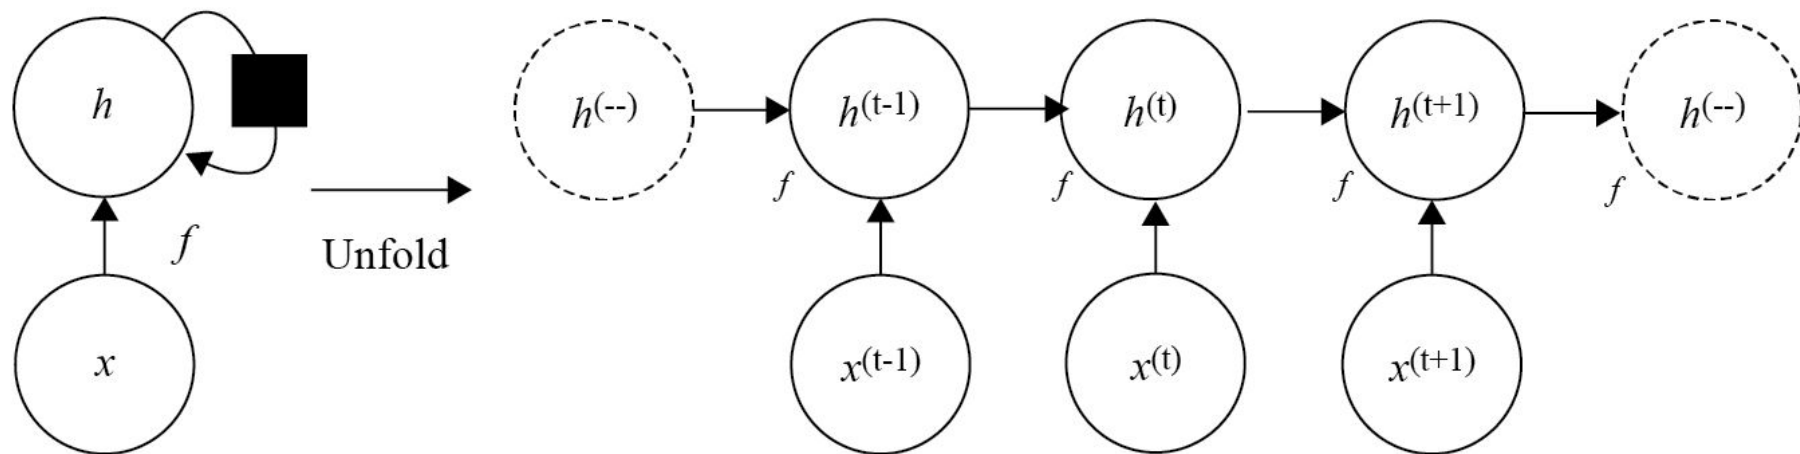 h
h(--) h(t-1) h(t) h(t+1) h(--)
f f f f
f
Unfold
x
x(t-1) x(t) x(t+1)